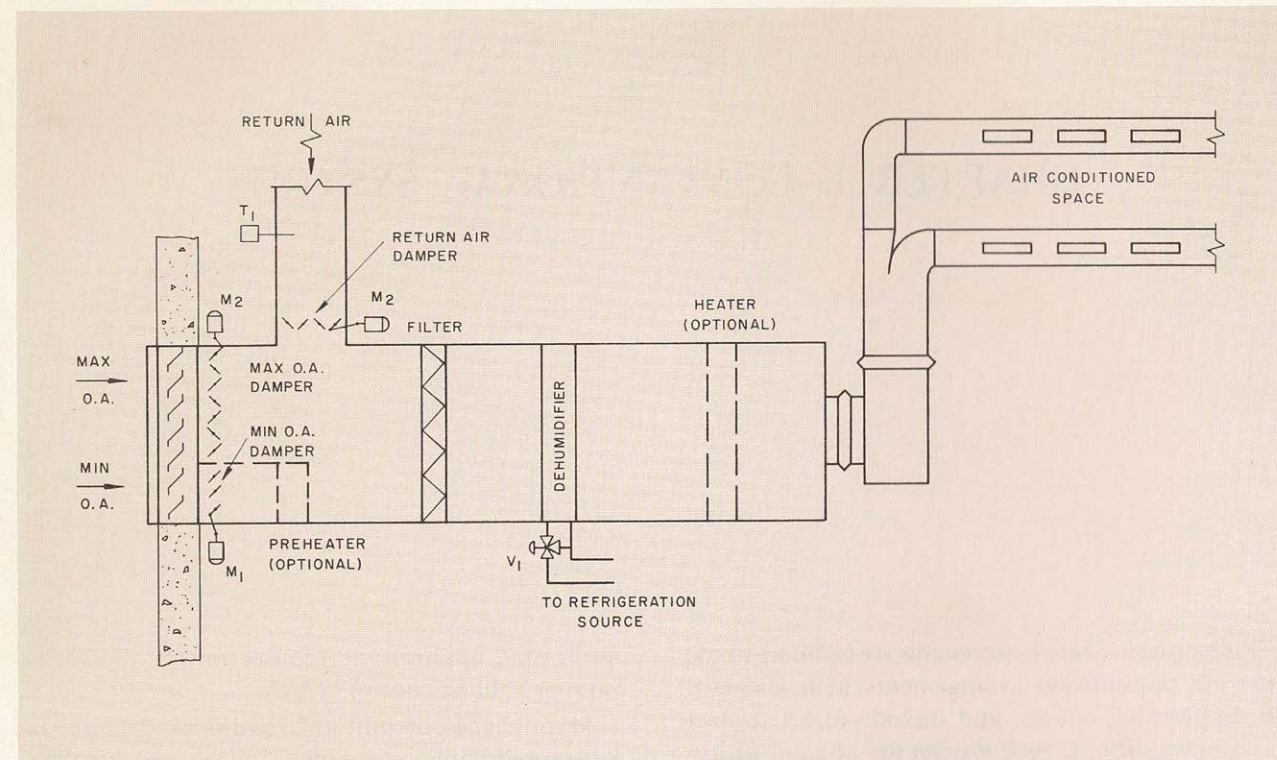 RETURN AIR
T1
RETURN AIR
DAMPER
M2
M2
FILTER
HEATER
(OPTIONAL)
AIR CONDITIONED
SPACE
MAX
O.A.
MAX O.A.
DAMPER
MIN O.A.
DAMPER
DEHUMIDIFIER
MIN
O.A.
M1
PREHEATER
(OPTIONAL)
V1
TO REFRIGERATION
SOURCE